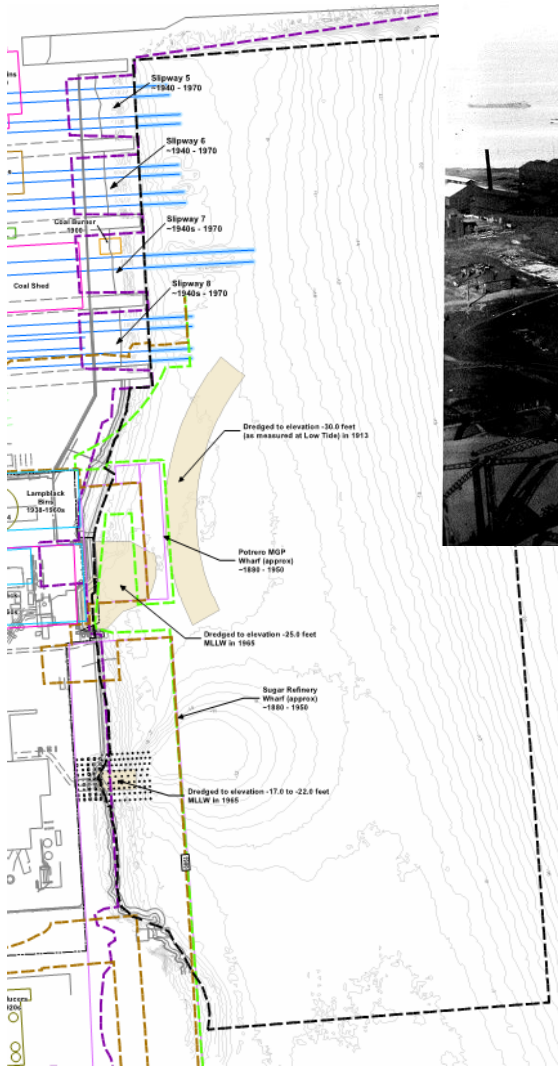 Slipway 5
~1940 - 1970
Slipway 6
~1940 - 1970
Coal Burner
1900-
Slipway 7
~1940s - 1970
Coal Shed
Slipway 8
~1940s - 1970
Dredged to elevation -30.0 feet
(as measured at Low Tide) in 1913
Lampblack
Bins
Potrero MGP
Wharf (approx)
~1880 - 1950
Dredged to elevation -25.0 feet
MLLW in 1965
Sugar Refinery
Wharf (approx)
~1880 - 1950
Dredged to elevation -17.0 to -22.0 feet
MLLW in 1965